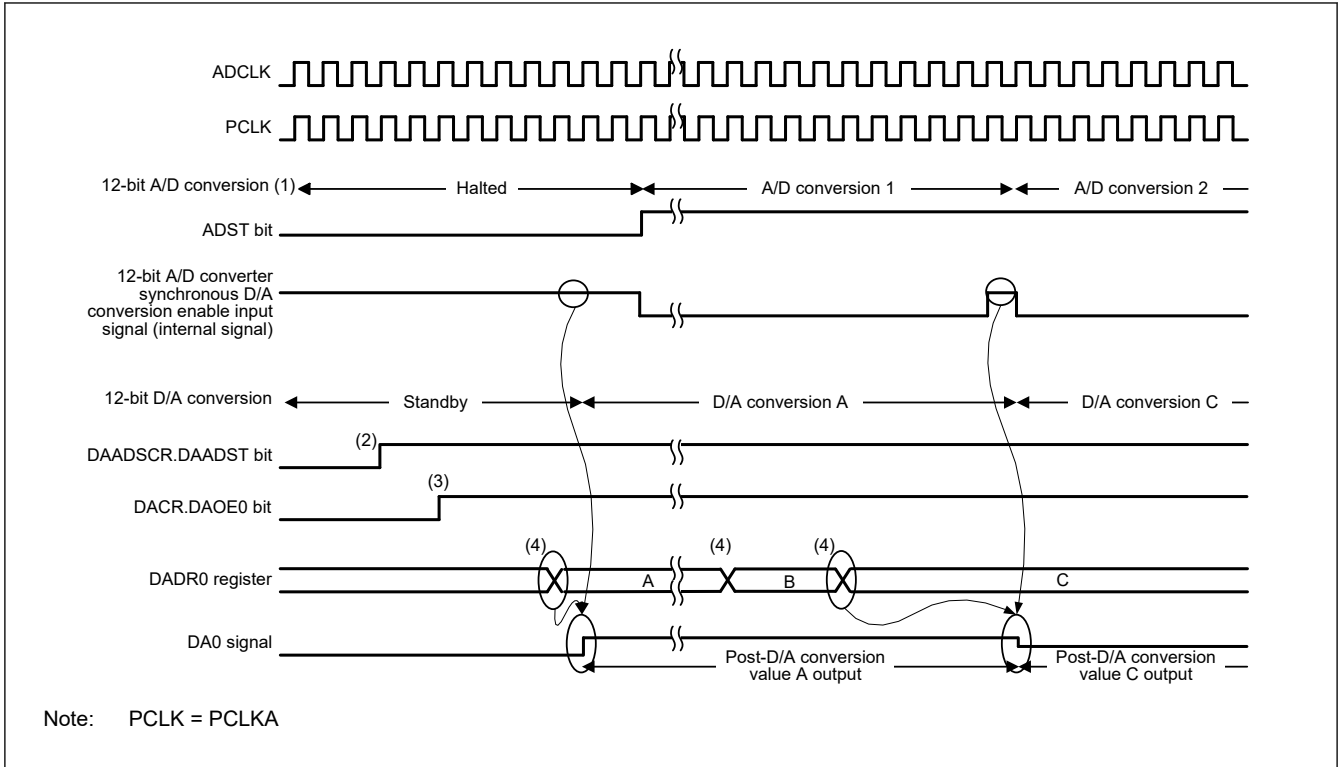 ADCLK
PCLK
12-bit A/D conversion (1) Halted A/D conversion 1 A/D conversion 2
ADST bit
12-bit A/D converter
synchronous D/A
conversion enable input
signal (internal signal)
12-bit D/A conversion Standby D/A conversion A D/A conversion C
(2)
DAADSCR.DAADST bit
(3)
DACR.DAOE0 bit
(4) (4) (4)
DADR0 register A B C
DA0 signal
Post-D/A conversion
value A output
Post-D/A conversion
value C output
Note: PCLK = PCLKA